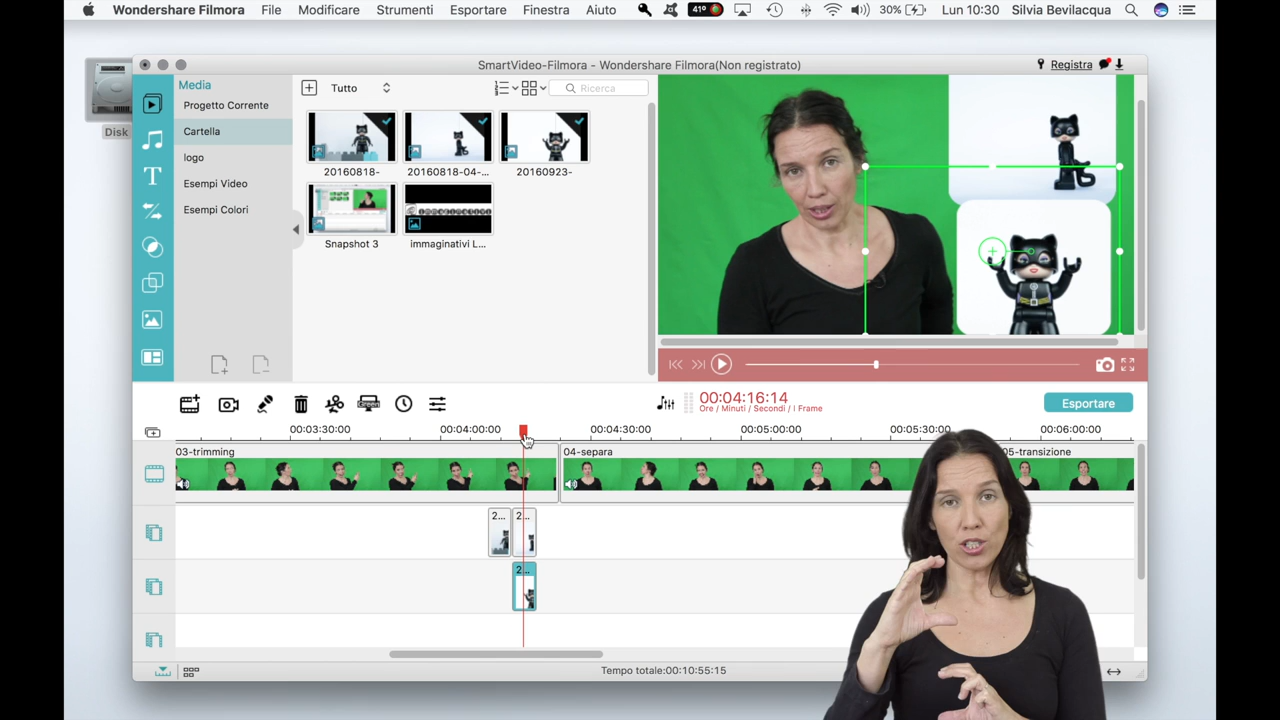 Wondershare Filmora File Modificare Strumenti Esportare Finestra Aiuto 41° 30% Lun 10:30 Silvia Bevilacqua
SmartVideo-Filmora - Wondershare Filmora(Non registrato) Registra
Disk
Media
Progetto Corrente
Cartella
logo
Esempi Video
Esempi Colori
Tutto
Ricerca
20160818- 20160818-04-... 20160923-
Snapshot 3 immaginativi L...
00:04:16:14
Ore / Minuti / Secondi / I Frame
Esportare
00:03:30:00 00:04:00:00 00:04:30:00 00:05:00:00 00:05:30:00 00:06:00:00
03-trimming 04-separa 05-transizione
2... 2...
2...
Tempo totale:00:10:55:15